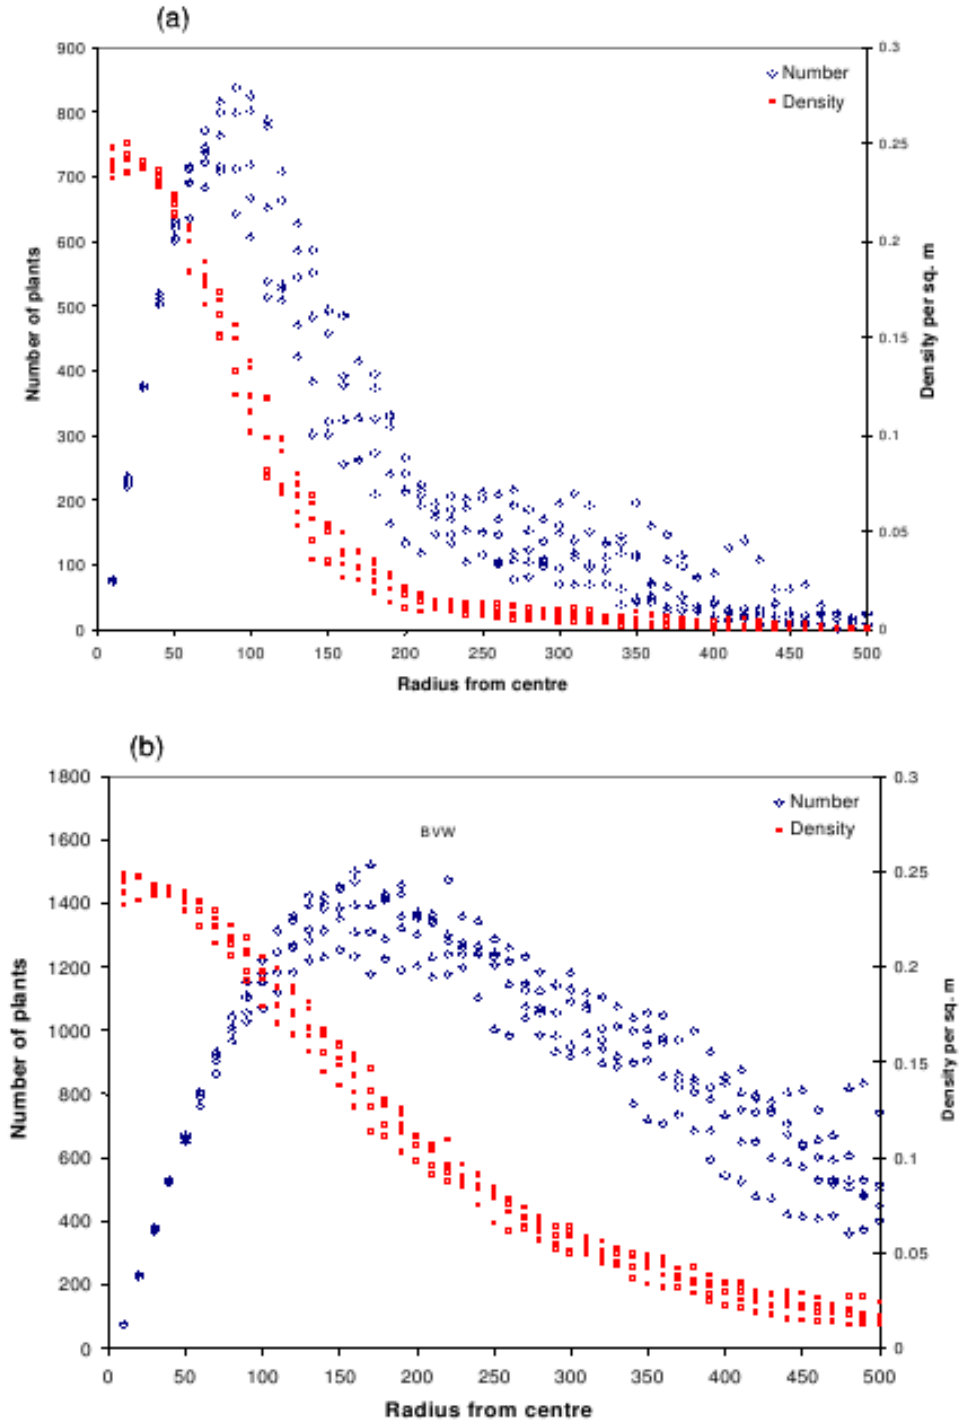 (a)
900
800
700
600
500
400
300
200
100
0
Number of plants
0.3
0.25
0.2
0.15
0.1
0.05
0
Density per sq. m
Number
Density
0 50 100 150 200 250 300 350 400 450 500
Radius from centre
(b)
1800
1600
1400
1200
1000
800
600
400
200
0
Number of plants
0.3
0.25
0.2
0.15
0.1
0.05
0
Density per sq. m
BVW
Number
Density
0 50 100 150 200 250 300 350 400 450 500
Radius from centre